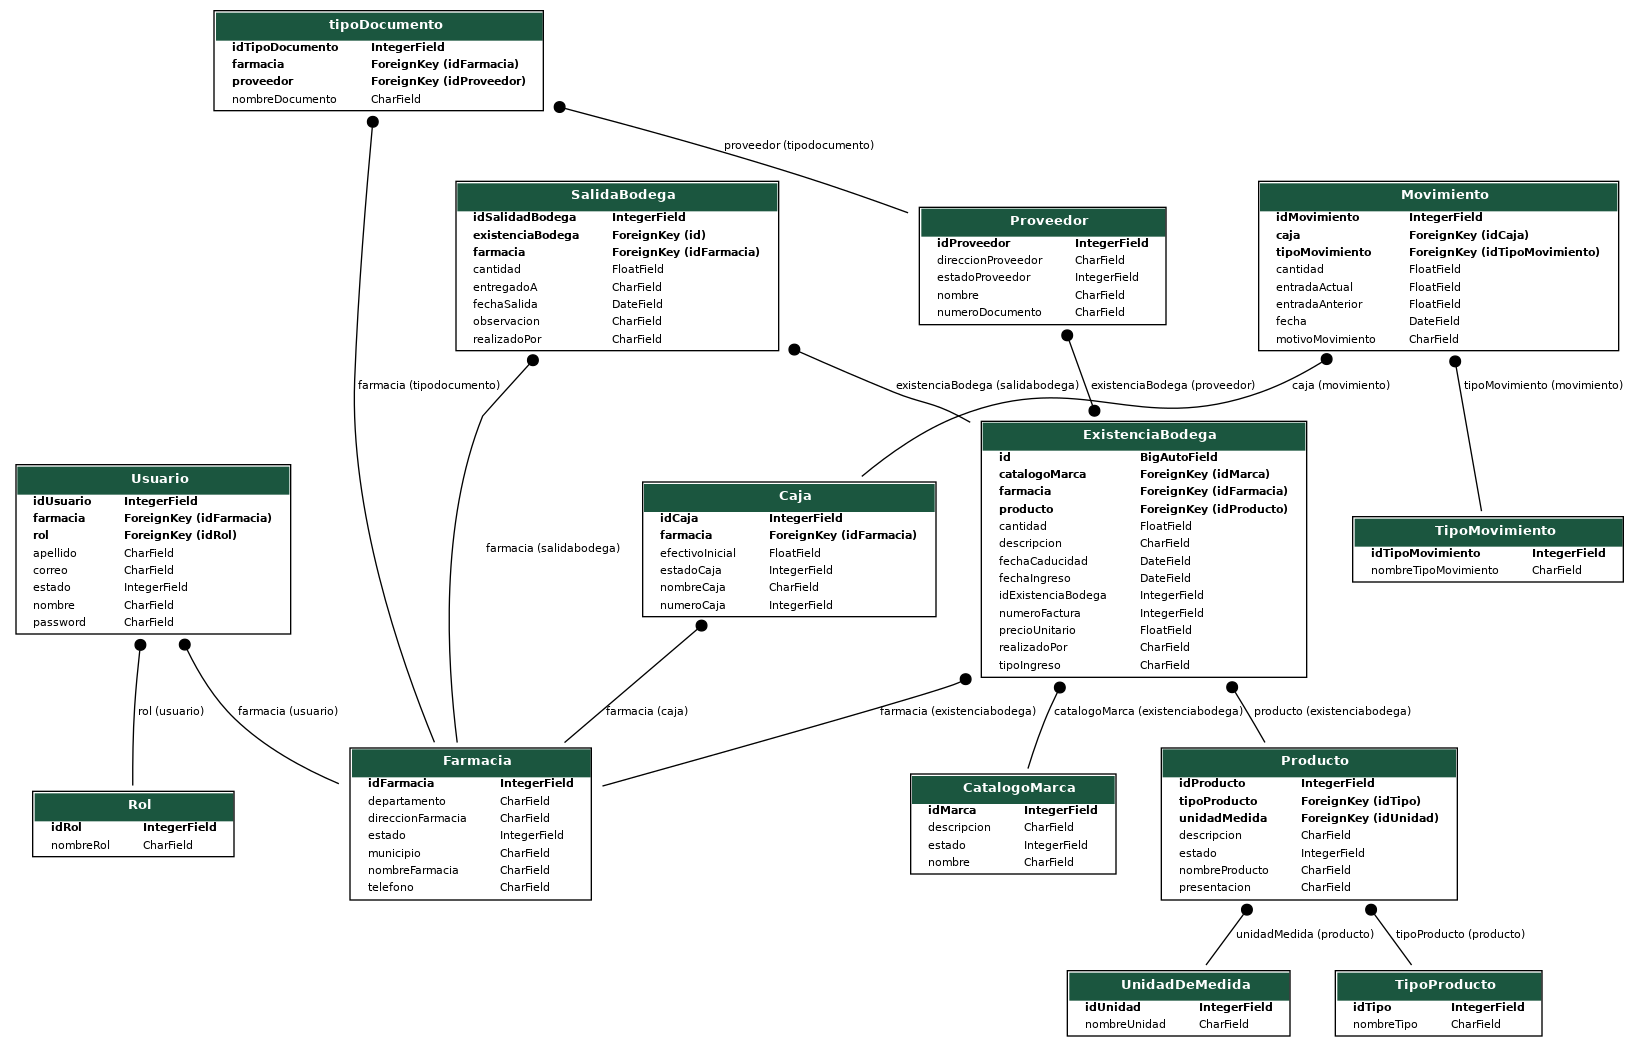 tipoDocumento
idTipoDocumento IntegerField
farmacia ForeignKey (idFarmacia)
proveedor ForeignKey (idProveedor)
nombreDocumento CharField
proveedor (tipodocumento)
SalidaBodega
idSalidadBodega IntegerField
existenciaBodega ForeignKey (id)
farmacia ForeignKey (idFarmacia)
cantidad FloatField
entregadoA CharField
fechaSalida DateField
observacion CharField
realizadoPor CharField
Proveedor
idProveedor IntegerField
direccionProveedor CharField
estadoProveedor IntegerField
nombre CharField
numeroDocumento CharField
Movimiento
idMovimiento IntegerField
caja ForeignKey (idCaja)
tipoMovimiento ForeignKey (idTipoMovimiento)
cantidad FloatField
entradaActual FloatField
entradaAnterior FloatField
fecha DateField
motivoMovimiento CharField
farmacia (tipodocumento)
existenciaBodega (salidabodega)
existenciaBodega (proveedor)
caja (movimiento)
tipoMovimiento (movimiento)
Usuario
idUsuario IntegerField
farmacia ForeignKey (idFarmacia)
rol ForeignKey (idRol)
apellido CharField
correo CharField
estado IntegerField
nombre CharField
password CharField
farmacia (salidabodega)
Caja
idCaja IntegerField
farmacia ForeignKey (idFarmacia)
efectivoInicial FloatField
estadoCaja IntegerField
nombreCaja CharField
numeroCaja IntegerField
ExistenciaBodega
id BigAutoField
catalogoMarca ForeignKey (idMarca)
farmacia ForeignKey (idFarmacia)
producto ForeignKey (idProducto)
cantidad FloatField
descripcion CharField
fechaCaducidad DateField
fechaIngreso DateField
idExistenciaBodega IntegerField
numeroFactura IntegerField
precioUnitario FloatField
realizadoPor CharField
tipoIngreso CharField
TipoMovimiento
idTipoMovimiento IntegerField
nombreTipoMovimiento CharField
rol (usuario)
farmacia (usuario)
farmacia (caja)
farmacia (existenciabodega)
catalogoMarca (existenciabodega)
producto (existenciabodega)
Rol
idRol IntegerField
nombreRol CharField
Farmacia
idFarmacia IntegerField
departamento CharField
direccionFarmacia CharField
estado IntegerField
municipio CharField
nombreFarmacia CharField
telefono CharField
CatalogoMarca
idMarca IntegerField
descripcion CharField
estado IntegerField
nombre CharField
Producto
idProducto IntegerField
tipoProducto ForeignKey (idTipo)
unidadMedida ForeignKey (idUnidad)
descripcion CharField
estado IntegerField
nombreProducto CharField
presentacion CharField
unidadMedida (producto)
tipoProducto (producto)
UnidadDeMedida
idUnidad IntegerField
nombreUnidad CharField
TipoProducto
idTipo IntegerField
nombreTipo CharField